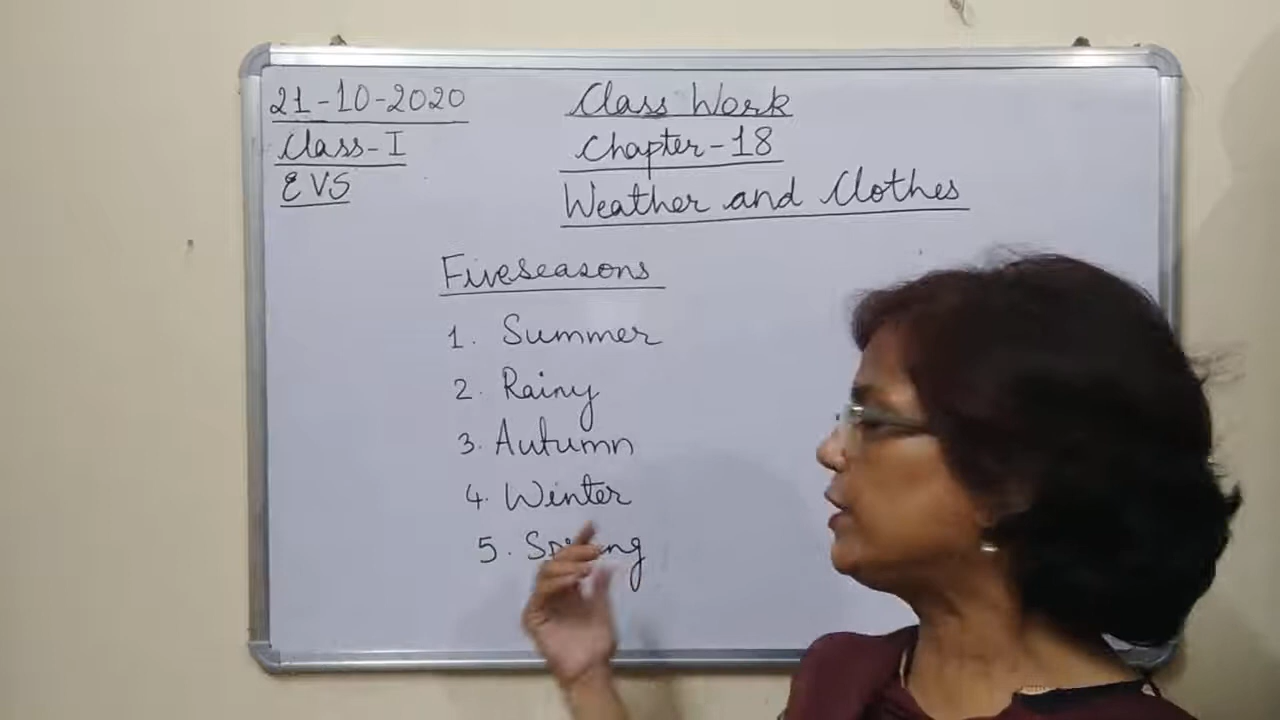 21-10-2020
Class-I
EVS
Class Work
Chapter-18
Weather and Clothes
Fiveseasons
1. Summer
2. Rainy
3. Autumn
4. Winter
5. Spring